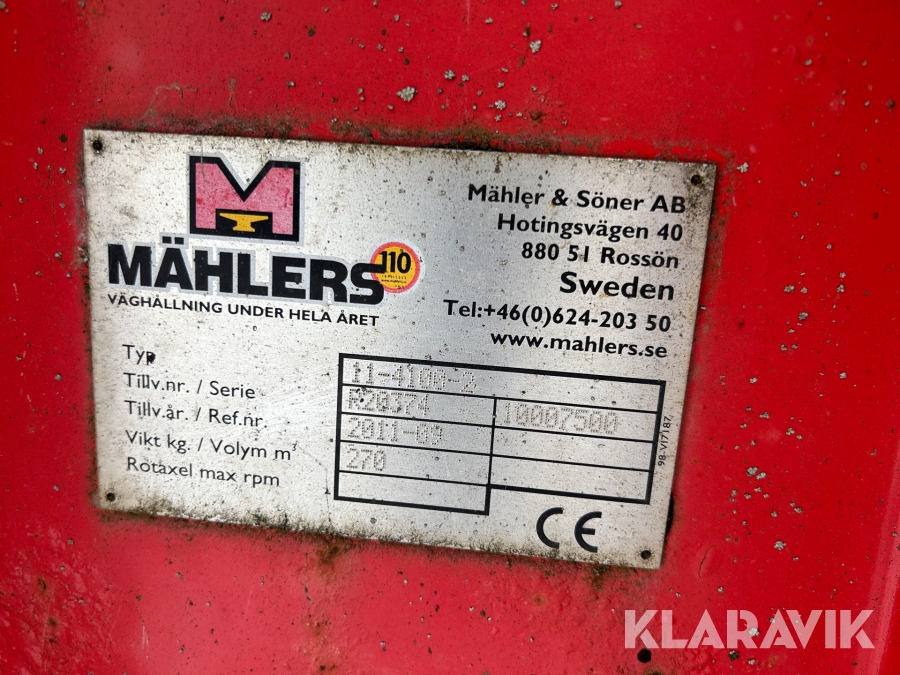 M
MÄHLERS
110
VÄGHÅLLNING UNDER HELA ÅRET
Mähler & Söner AB
Hotingsvägen 40
880 51 Rossön
Sweden
Tel:+46(0)624-203 50
www.mahlers.se
Typ 11-4100-2
Tillv.nr. / Serie R20374 10007500
Tillv.år. / Ref.nr. 2011-09
Vikt kg. / Volym m³ 270
Rotaxel max rpm
98-V17187
CE
KLARAVIK